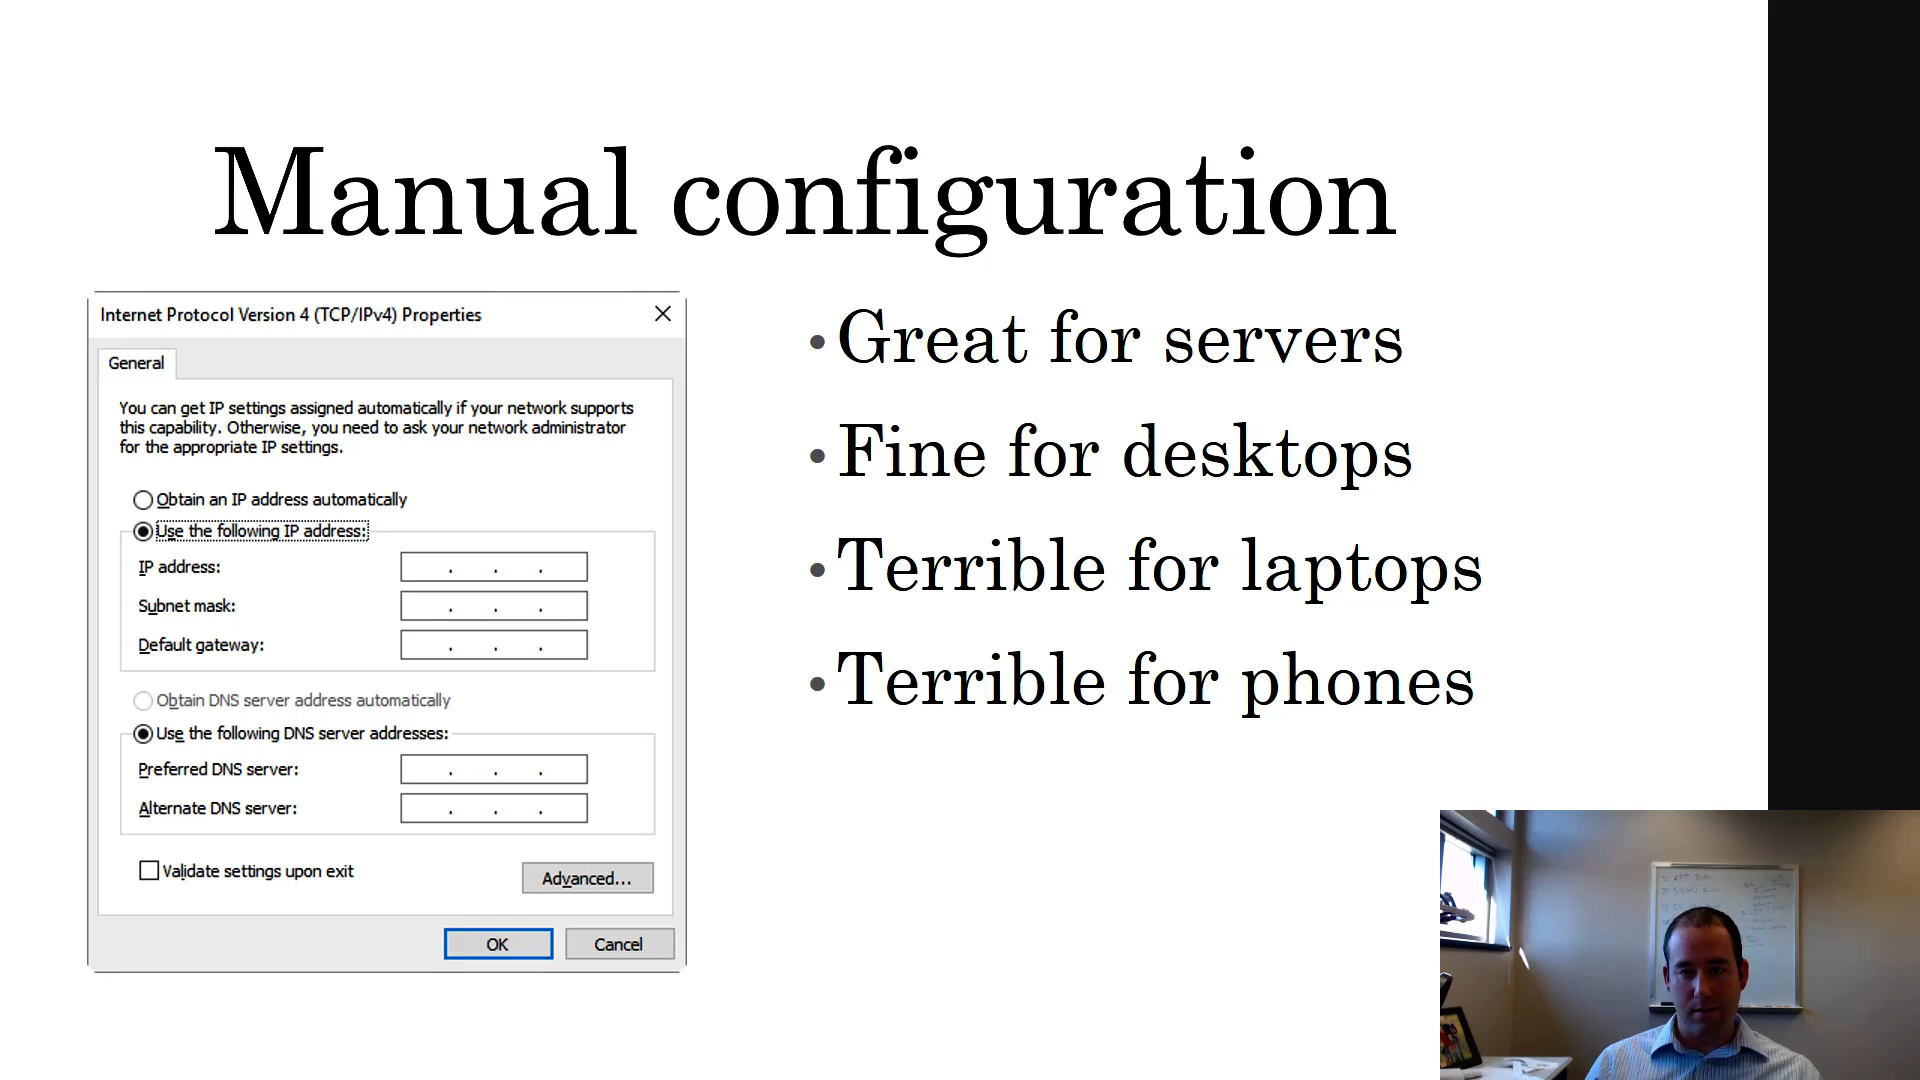 Manual configuration
Internet Protocol Version 4 (TCP/IPv4) Properties
General
You can get IP settings assigned automatically if your network supports
this capability. Otherwise, you need to ask your network administrator
for the appropriate IP settings.
Obtain an IP address automatically
Use the following IP address:
IP address:
Subnet mask:
Default gateway:
Obtain DNS server address automatically
Use the following DNS server addresses:
Preferred DNS server:
Alternate DNS server:
Validate settings upon exit
Advanced...
OK
Cancel
• Great for servers
• Fine for desktops
• Terrible for laptops
• Terrible for phones